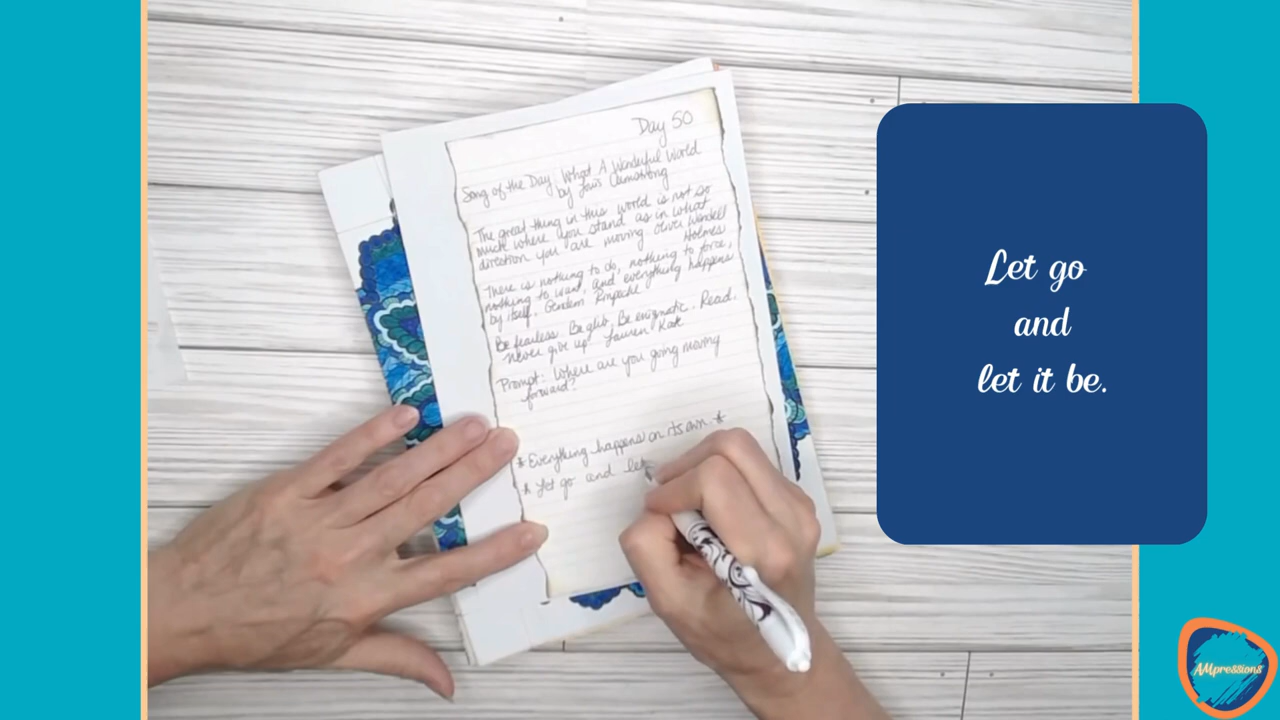 Day 50
Song of the Day: What A Wonderful World
by Louis Armstrong
The great thing in this world is not so
much where you stand as in what
direction you are moving Oliver Wendell
Holmes
There is nothing to do, nothing to force,
nothing to want, and everything happens
by itself. Gendem Rinpoche
Be fearless. Be glib. Be enigmatic. Read.
Never give up! Lauren Kate
Prompt: Where are you going moving
forward?
* Everything happens on its own. *
* Let go and let
Let go
and
let it be.
AMpressions